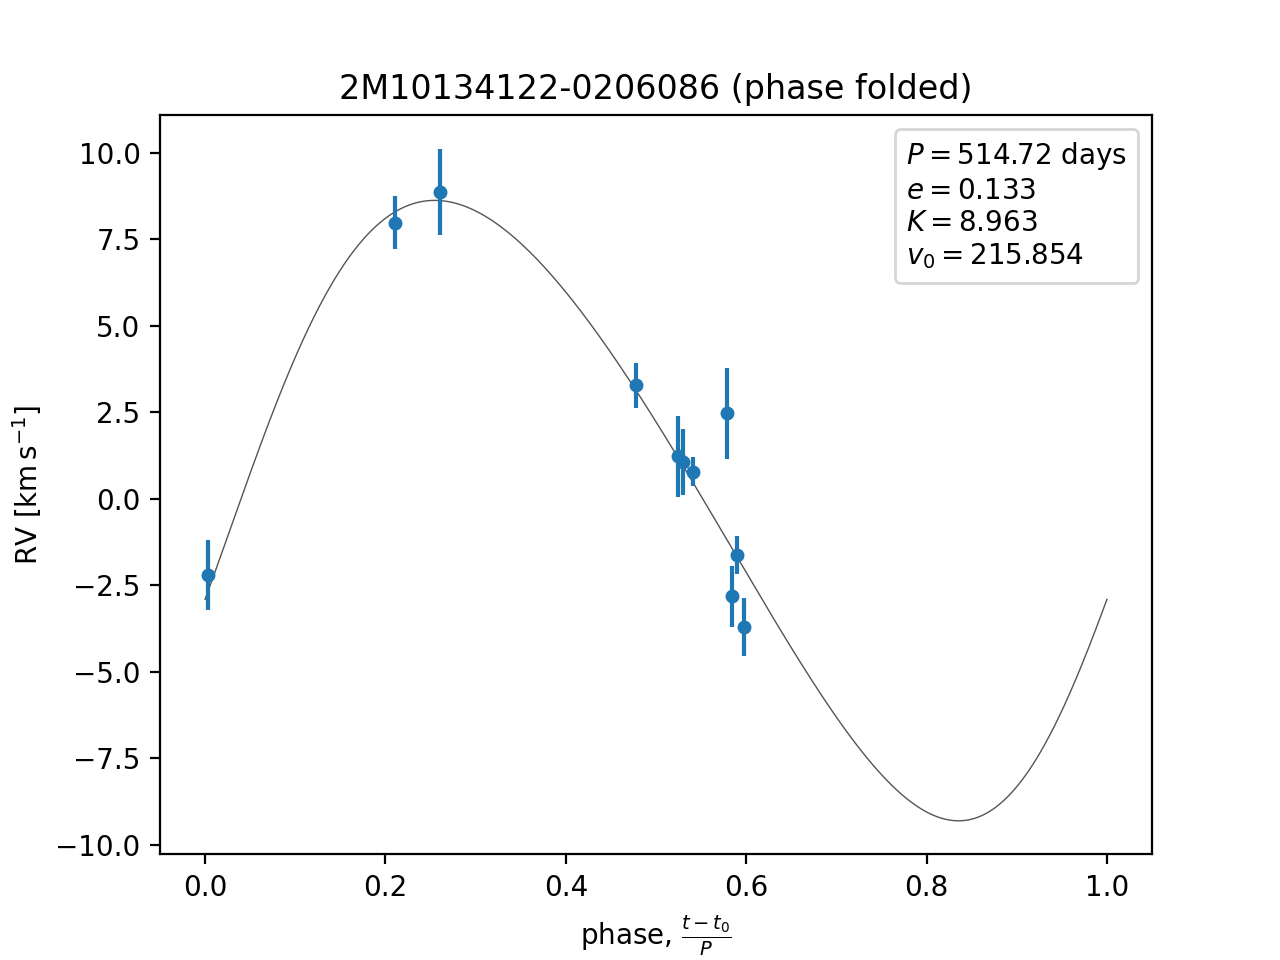 2M10134122-0206086 (phase folded)
P = 514.72 days
e = 0.133
K = 8.963
v₀ = 215.854
RV [km s⁻¹]
10.0
7.5
5.0
2.5
0.0
−2.5
−5.0
−7.5
−10.0
0.0 0.2 0.4 0.6 0.8 1.0
phase, (t − t₀)/P